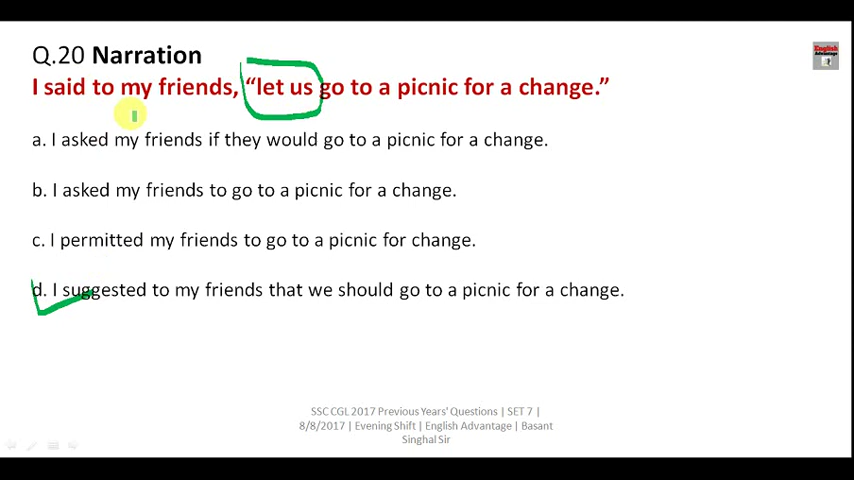 Q.20 Narration
English
Advantage
I said to my friends, “let us go to a picnic for a change.”
a. I asked my friends if they would go to a picnic for a change.
b. I asked my friends to go to a picnic for a change.
c. I permitted my friends to go to a picnic for change.
d. I suggested to my friends that we should go to a picnic for a change.
SSC CGL 2017 Previous Years' Questions | SET 7 |
8/8/2017 | Evening Shift | English Advantage | Basant
Singhal Sir